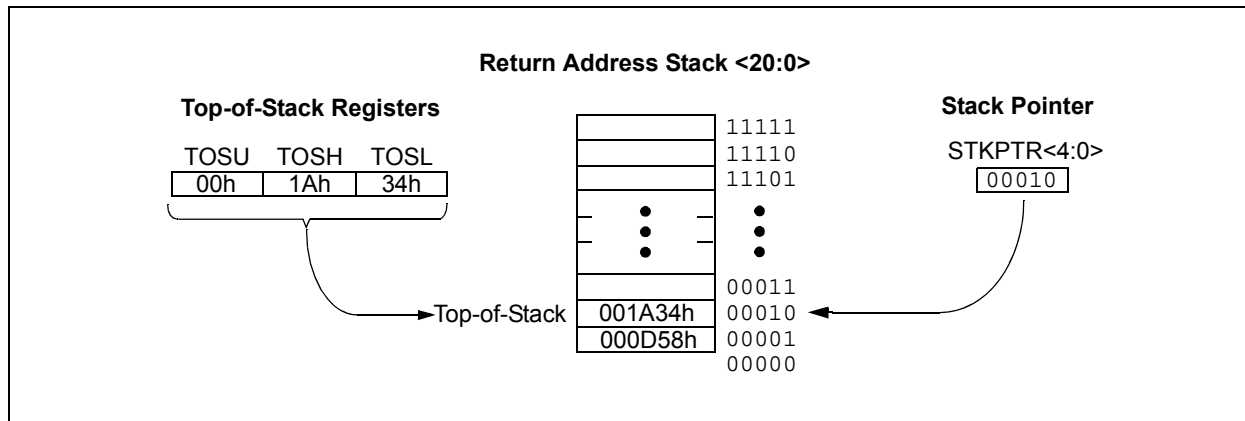 Return Address Stack <20:0>
Top-of-Stack Registers
Stack Pointer
TOSU TOSH TOSL
00h 1Ah 34h
STKPTR<4:0>
00010
11111
11110
11101
00011
Top-of-Stack 001A34h 00010
000D58h 00001
00000